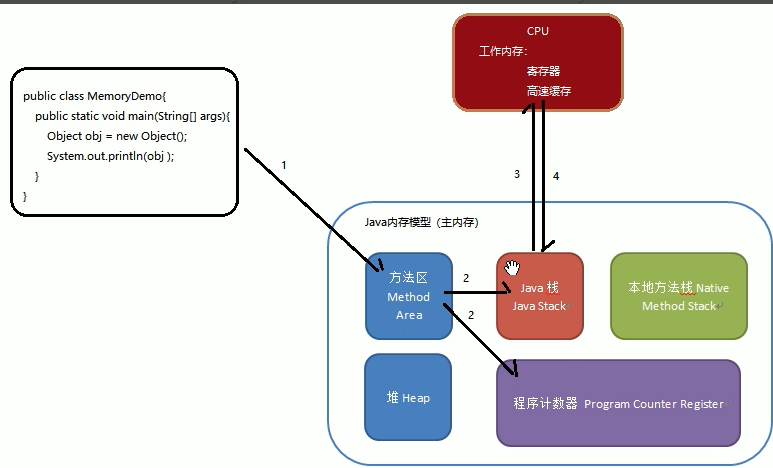 CPU
工作内存：
寄存器
高速缓存
public class MemoryDemo{
public static void main(String[] args){
Object obj = new Object();
System.out.println(obj );
}
}
1
3
4
Java内存模型（主内存）
方法区
Method
Area
2
2
Java 栈
Java Stack
本地方法栈 Native
Method Stack
堆 Heap
程序计数器 Program Counter Register